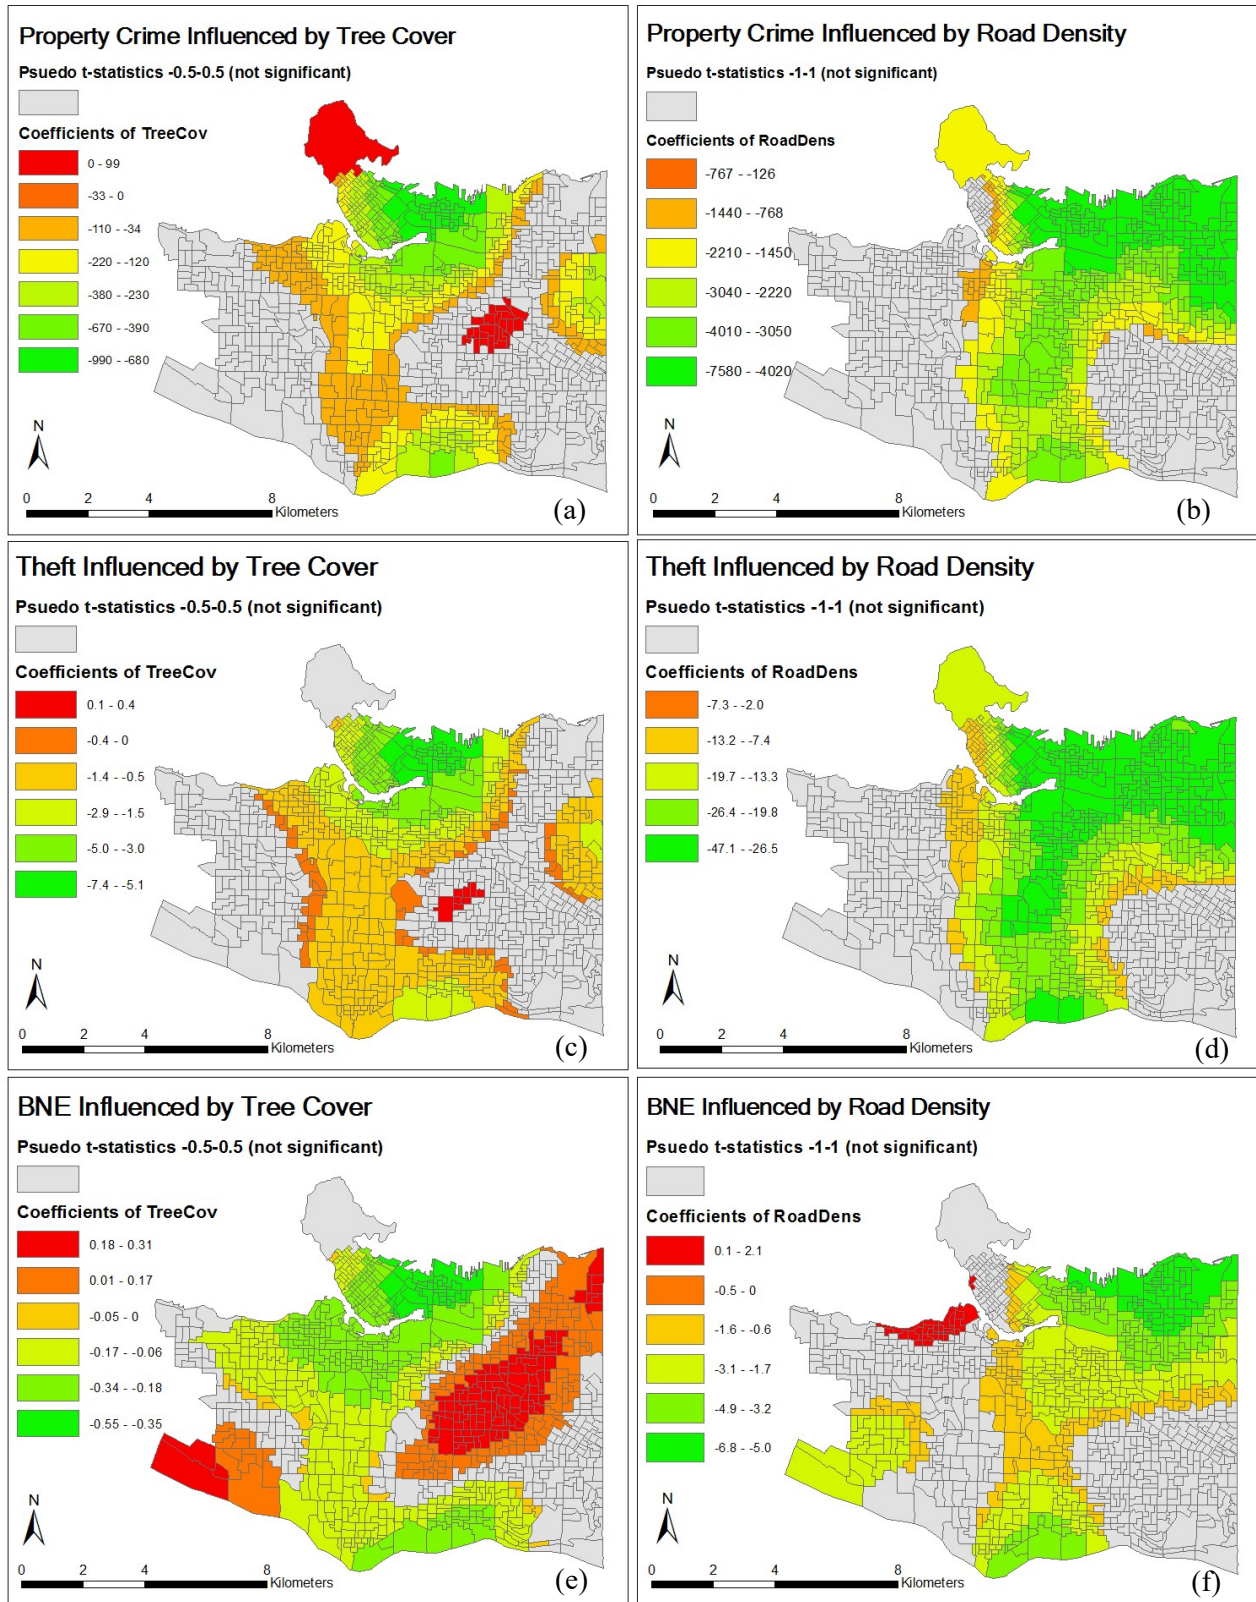 Property Crime Influenced by Tree Cover
Psuedo t-statistics -0.5-0.5 (not significant)
Coefficients of TreeCov
0 - 99
-33 - 0
-110 - -34
-220 - -120
-380 - -230
-670 - -390
-990 - -680
N
0 2 4 8
Kilometers
(a)
Property Crime Influenced by Road Density
Psuedo t-statistics -1-1 (not significant)
Coefficients of RoadDens
-767 - -126
-1440 - -768
-2210 - -1450
-3040 - -2220
-4010 - -3050
-7580 - -4020
N
0 2 4 8
Kilometers
(b)
Theft Influenced by Tree Cover
Psuedo t-statistics -0.5-0.5 (not significant)
Coefficients of TreeCov
0.1 - 0.4
-0.4 - 0
-1.4 - -0.5
-2.9 - -1.5
-5.0 - -3.0
-7.4 - -5.1
N
0 2 4 8
Kilometers
(c)
Theft Influenced by Road Density
Psuedo t-statistics -1-1 (not significant)
Coefficients of RoadDens
-7.3 - -2.0
-13.2 - -7.4
-19.7 - -13.3
-26.4 - -19.8
-47.1 - -26.5
N
0 2 4 8
Kilometers
(d)
BNE Influenced by Tree Cover
Psuedo t-statistics -0.5-0.5 (not significant)
Coefficients of TreeCov
0.18 - 0.31
0.01 - 0.17
-0.05 - 0
-0.17 - -0.06
-0.34 - -0.18
-0.55 - -0.35
N
0 2 4 8
Kilometers
(e)
BNE Influenced by Road Density
Psuedo t-statistics -1-1 (not significant)
Coefficients of RoadDens
0.1 - 2.1
-0.5 - 0
-1.6 - -0.6
-3.1 - -1.7
-4.9 - -3.2
-6.8 - -5.0
N
0 2 4 8
Kilometers
(f)